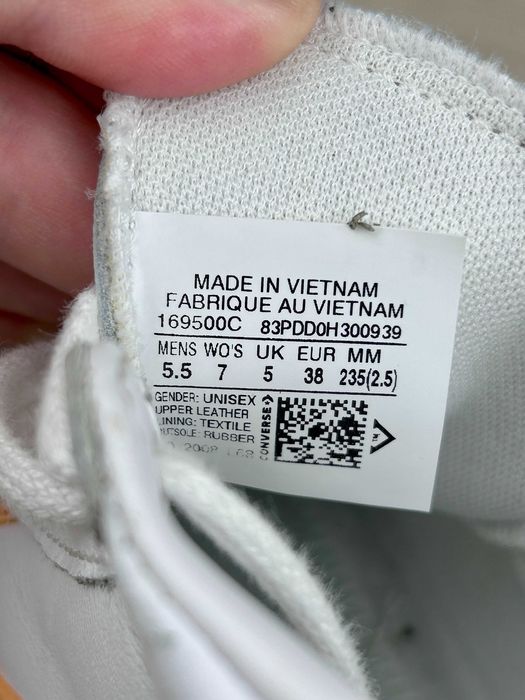 MADE IN VIETNAM
FABRIQUE AU VIETNAM
169500C 83PDD0H300939
MENS WO'S UK EUR MM
5.5 7 5 38 235(2.5)
GENDER: UNISEX
UPPER LEATHER
LINING: TEXTILE
OUTSOLE: RUBBER
CONVERSE